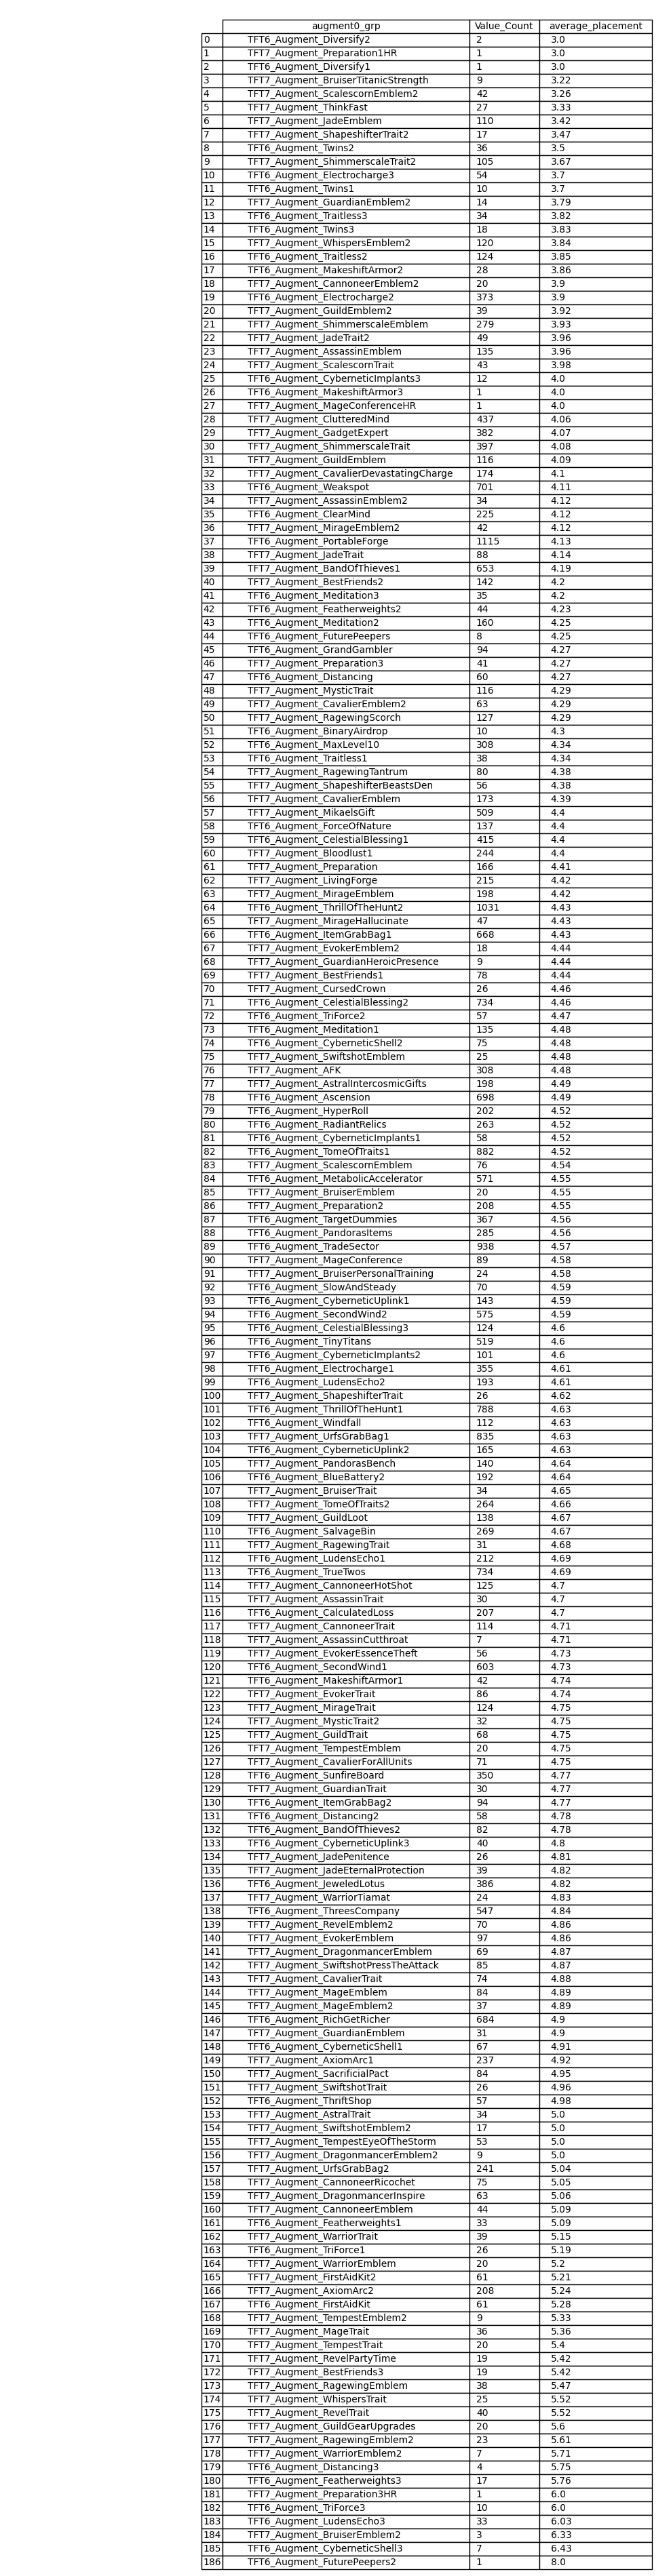 augment0_grp Value_Count average_placement
0 TFT6_Augment_Diversify2 2 3.0
1 TFT7_Augment_Preparation1HR 1 3.0
2 TFT6_Augment_Diversify1 1 3.0
3 TFT7_Augment_BruiserTitanicStrength 9 3.22
4 TFT7_Augment_ScalescornEmblem2 42 3.26
5 TFT7_Augment_ThinkFast 27 3.33
6 TFT7_Augment_JadeEmblem 110 3.42
7 TFT7_Augment_ShapeshifterTrait2 17 3.47
8 TFT6_Augment_Twins2 36 3.5
9 TFT7_Augment_ShimmerscaleTrait2 105 3.67
10 TFT6_Augment_Electrocharge3 54 3.7
11 TFT6_Augment_Twins1 10 3.7
12 TFT7_Augment_GuardianEmblem2 14 3.79
13 TFT6_Augment_Traitless3 34 3.82
14 TFT6_Augment_Twins3 18 3.83
15 TFT7_Augment_WhispersEmblem2 120 3.84
16 TFT6_Augment_Traitless2 124 3.85
17 TFT6_Augment_MakeshiftArmor2 28 3.86
18 TFT7_Augment_CannoneerEmblem2 20 3.9
19 TFT6_Augment_Electrocharge2 373 3.9
20 TFT7_Augment_GuildEmblem2 39 3.92
21 TFT7_Augment_ShimmerscaleEmblem 279 3.93
22 TFT7_Augment_JadeTrait2 49 3.96
23 TFT7_Augment_AssassinEmblem 135 3.96
24 TFT7_Augment_ScalescornTrait 43 3.98
25 TFT6_Augment_CyberneticImplants3 12 4.0
26 TFT6_Augment_MakeshiftArmor3 1 4.0
27 TFT7_Augment_MageConferenceHR 1 4.0
28 TFT7_Augment_ClutteredMind 437 4.06
29 TFT7_Augment_GadgetExpert 382 4.07
30 TFT7_Augment_ShimmerscaleTrait 397 4.08
31 TFT7_Augment_GuildEmblem 116 4.09
32 TFT7_Augment_CavalierDevastatingCharge 174 4.1
33 TFT6_Augment_Weakspot 701 4.11
34 TFT7_Augment_AssassinEmblem2 34 4.12
35 TFT6_Augment_ClearMind 225 4.12
36 TFT7_Augment_MirageEmblem2 42 4.12
37 TFT6_Augment_PortableForge 1115 4.13
38 TFT7_Augment_JadeTrait 88 4.14
39 TFT7_Augment_BandOfThieves1 653 4.19
40 TFT7_Augment_BestFriends2 142 4.2
41 TFT6_Augment_Meditation3 35 4.2
42 TFT6_Augment_Featherweights2 44 4.23
43 TFT6_Augment_Meditation2 160 4.25
44 TFT6_Augment_FuturePeepers 8 4.25
45 TFT6_Augment_GrandGambler 94 4.27
46 TFT7_Augment_Preparation3 41 4.27
47 TFT6_Augment_Distancing 60 4.27
48 TFT7_Augment_MysticTrait 116 4.29
49 TFT7_Augment_CavalierEmblem2 63 4.29
50 TFT7_Augment_RagewingScorch 127 4.29
51 TFT6_Augment_BinaryAirdrop 10 4.3
52 TFT6_Augment_MaxLevel10 308 4.34
53 TFT6_Augment_Traitless1 38 4.34
54 TFT7_Augment_RagewingTantrum 80 4.38
55 TFT7_Augment_ShapeshifterBeastsDen 56 4.38
56 TFT7_Augment_CavalierEmblem 173 4.39
57 TFT7_Augment_MikaelsGift 509 4.4
58 TFT6_Augment_ForceOfNature 137 4.4
59 TFT6_Augment_CelestialBlessing1 415 4.4
60 TFT7_Augment_Bloodlust1 244 4.4
61 TFT7_Augment_Preparation 166 4.41
62 TFT7_Augment_LivingForge 215 4.42
63 TFT7_Augment_MirageEmblem 198 4.42
64 TFT6_Augment_ThrillOfTheHunt2 1031 4.43
65 TFT7_Augment_MirageHallucinate 47 4.43
66 TFT6_Augment_ItemGrabBag1 668 4.43
67 TFT7_Augment_EvokerEmblem2 18 4.44
68 TFT7_Augment_GuardianHeroicPresence 9 4.44
69 TFT7_Augment_BestFriends1 78 4.44
70 TFT7_Augment_CursedCrown 26 4.46
71 TFT6_Augment_CelestialBlessing2 734 4.46
72 TFT6_Augment_TriForce2 57 4.47
73 TFT6_Augment_Meditation1 135 4.48
74 TFT6_Augment_CyberneticShell2 75 4.48
75 TFT7_Augment_SwiftshotEmblem 25 4.48
76 TFT7_Augment_AFK 308 4.48
77 TFT7_Augment_AstralIntercosmicGifts 198 4.49
78 TFT6_Augment_Ascension 698 4.49
79 TFT6_Augment_HyperRoll 202 4.52
80 TFT6_Augment_RadiantRelics 263 4.52
81 TFT6_Augment_CyberneticImplants1 58 4.52
82 TFT6_Augment_TomeOfTraits1 882 4.52
83 TFT7_Augment_ScalescornEmblem 76 4.54
84 TFT6_Augment_MetabolicAccelerator 571 4.55
85 TFT7_Augment_BruiserEmblem 20 4.55
86 TFT7_Augment_Preparation2 208 4.55
87 TFT6_Augment_TargetDummies 367 4.56
88 TFT6_Augment_PandorasItems 285 4.56
89 TFT6_Augment_TradeSector 938 4.57
90 TFT7_Augment_MageConference 89 4.58
91 TFT7_Augment_BruiserPersonalTraining 24 4.58
92 TFT6_Augment_SlowAndSteady 70 4.59
93 TFT6_Augment_CyberneticUplink1 143 4.59
94 TFT6_Augment_SecondWind2 575 4.59
95 TFT6_Augment_CelestialBlessing3 124 4.6
96 TFT6_Augment_TinyTitans 519 4.6
97 TFT6_Augment_CyberneticImplants2 101 4.6
98 TFT6_Augment_Electrocharge1 355 4.61
99 TFT6_Augment_LudensEcho2 193 4.61
100 TFT7_Augment_ShapeshifterTrait 26 4.62
101 TFT6_Augment_ThrillOfTheHunt1 788 4.63
102 TFT6_Augment_Windfall 112 4.63
103 TFT7_Augment_UrfsGrabBag1 835 4.63
104 TFT6_Augment_CyberneticUplink2 165 4.63
105 TFT7_Augment_PandorasBench 140 4.64
106 TFT6_Augment_BlueBattery2 192 4.64
107 TFT7_Augment_BruiserTrait 34 4.65
108 TFT7_Augment_TomeOfTraits2 264 4.66
109 TFT7_Augment_GuildLoot 138 4.67
110 TFT6_Augment_SalvageBin 269 4.67
111 TFT7_Augment_RagewingTrait 31 4.68
112 TFT6_Augment_LudensEcho1 212 4.69
113 TFT6_Augment_TrueTwos 734 4.69
114 TFT7_Augment_CannoneerHotShot 125 4.7
115 TFT7_Augment_AssassinTrait 30 4.7
116 TFT6_Augment_CalculatedLoss 207 4.7
117 TFT7_Augment_CannoneerTrait 114 4.71
118 TFT7_Augment_AssassinCutthroat 7 4.71
119 TFT7_Augment_EvokerEssenceTheft 56 4.73
120 TFT6_Augment_SecondWind1 603 4.73
121 TFT6_Augment_MakeshiftArmor1 42 4.74
122 TFT7_Augment_EvokerTrait 86 4.74
123 TFT7_Augment_MirageTrait 124 4.75
124 TFT7_Augment_MysticTrait2 32 4.75
125 TFT7_Augment_GuildTrait 68 4.75
126 TFT7_Augment_TempestEmblem 20 4.75
127 TFT7_Augment_CavalierForAllUnits 71 4.75
128 TFT6_Augment_SunfireBoard 350 4.77
129 TFT7_Augment_GuardianTrait 30 4.77
130 TFT6_Augment_ItemGrabBag2 94 4.77
131 TFT6_Augment_Distancing2 58 4.78
132 TFT7_Augment_BandOfThieves2 82 4.78
133 TFT6_Augment_CyberneticUplink3 40 4.8
134 TFT7_Augment_JadePenitence 26 4.81
135 TFT7_Augment_JadeEternalProtection 39 4.82
136 TFT6_Augment_JeweledLotus 386 4.82
137 TFT7_Augment_WarriorTiamat 24 4.83
138 TFT6_Augment_ThreesCompany 547 4.84
139 TFT7_Augment_RevelEmblem2 70 4.86
140 TFT7_Augment_EvokerEmblem 97 4.86
141 TFT7_Augment_DragonmancerEmblem 69 4.87
142 TFT7_Augment_SwiftshotPressTheAttack 85 4.87
143 TFT7_Augment_CavalierTrait 74 4.88
144 TFT7_Augment_MageEmblem 84 4.89
145 TFT7_Augment_MageEmblem2 37 4.89
146 TFT6_Augment_RichGetRicher 684 4.9
147 TFT7_Augment_GuardianEmblem 31 4.9
148 TFT6_Augment_CyberneticShell1 67 4.91
149 TFT7_Augment_AxiomArc1 237 4.92
150 TFT7_Augment_SacrificialPact 84 4.95
151 TFT7_Augment_SwiftshotTrait 26 4.96
152 TFT6_Augment_ThriftShop 57 4.98
153 TFT7_Augment_AstralTrait 34 5.0
154 TFT7_Augment_SwiftshotEmblem2 17 5.0
155 TFT7_Augment_TempestEyeOfTheStorm 53 5.0
156 TFT7_Augment_DragonmancerEmblem2 9 5.0
157 TFT7_Augment_UrfsGrabBag2 241 5.04
158 TFT7_Augment_CannoneerRicochet 75 5.05
159 TFT7_Augment_DragonmancerInspire 63 5.06
160 TFT7_Augment_CannoneerEmblem 44 5.09
161 TFT6_Augment_Featherweights1 33 5.09
162 TFT7_Augment_WarriorTrait 39 5.15
163 TFT6_Augment_TriForce1 26 5.19
164 TFT7_Augment_WarriorEmblem 20 5.2
165 TFT7_Augment_FirstAidKit2 61 5.21
166 TFT7_Augment_AxiomArc2 208 5.24
167 TFT6_Augment_FirstAidKit 61 5.28
168 TFT7_Augment_TempestEmblem2 9 5.33
169 TFT7_Augment_MageTrait 36 5.36
170 TFT7_Augment_TempestTrait 20 5.4
171 TFT7_Augment_RevelPartyTime 19 5.42
172 TFT7_Augment_BestFriends3 19 5.42
173 TFT7_Augment_RagewingEmblem 38 5.47
174 TFT7_Augment_WhispersTrait 25 5.52
175 TFT7_Augment_RevelTrait 40 5.52
176 TFT7_Augment_GuildGearUpgrades 20 5.6
177 TFT7_Augment_RagewingEmblem2 23 5.61
178 TFT7_Augment_WarriorEmblem2 7 5.71
179 TFT6_Augment_Distancing3 4 5.75
180 TFT6_Augment_Featherweights3 17 5.76
181 TFT7_Augment_Preparation3HR 1 6.0
182 TFT6_Augment_TriForce3 10 6.0
183 TFT6_Augment_LudensEcho3 33 6.03
184 TFT7_Augment_BruiserEmblem2 3 6.33
185 TFT6_Augment_CyberneticShell3 7 6.43
186 TFT6_Augment_FuturePeepers2 1 8.0